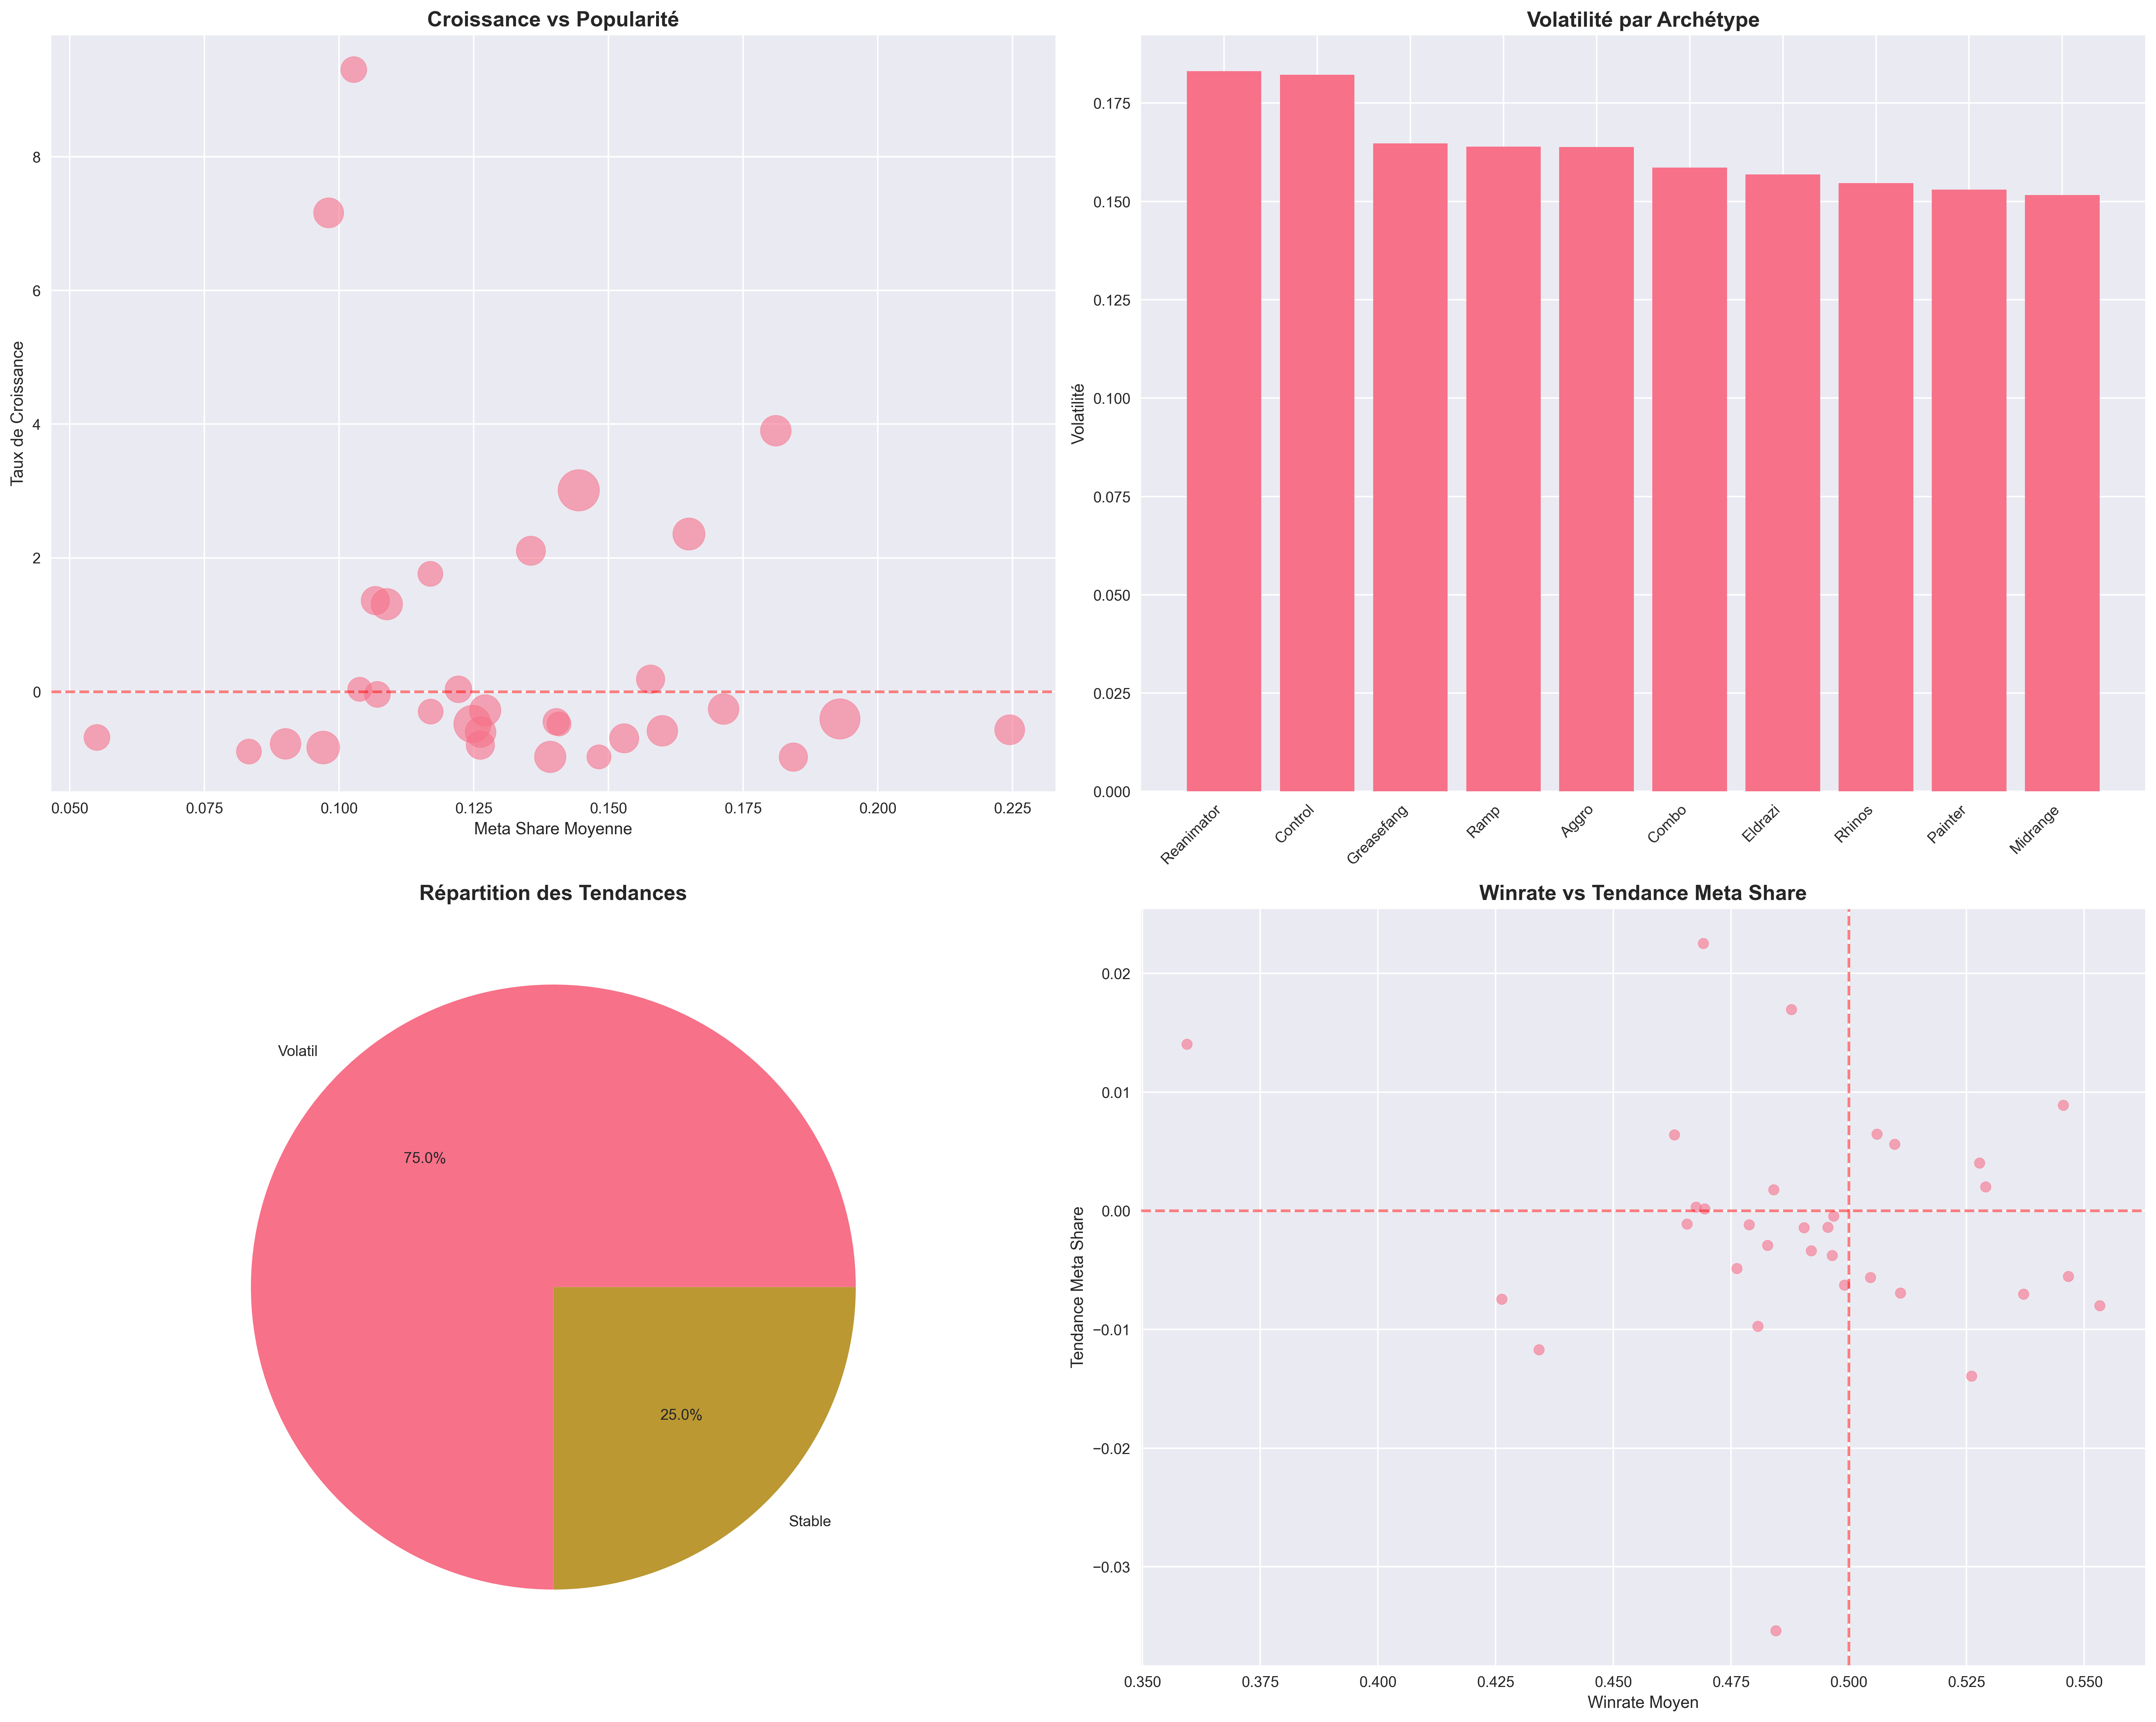 Croissance vs Popularité
Taux de Croissance
8
6
4
2
0
0.050 0.075 0.100 0.125 0.150 0.175 0.200 0.225
Meta Share Moyenne
Volatilité par Archétype
Volatilité
0.175
0.150
0.125
0.100
0.075
0.050
0.025
0.000
Reanimator Control Greasefang Ramp Aggro Combo Eldrazi Rhinos Painter Midrange
Répartition des Tendances
Volatil
75.0%
25.0%
Stable
Winrate vs Tendance Meta Share
Tendance Meta Share
0.02
0.01
0.00
−0.01
−0.02
−0.03
0.350 0.375 0.400 0.425 0.450 0.475 0.500 0.525 0.550
Winrate Moyen